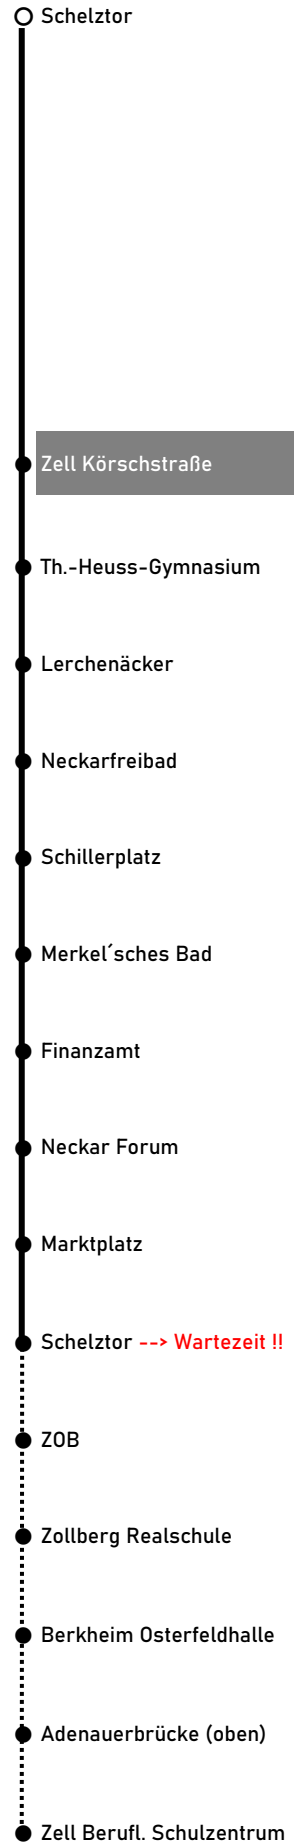 Schelztor
Zell Körschstraße
Th.-Heuss-Gymnasium
Lerchenäcker
Neckarfreibad
Schillerplatz
Merkel´sches Bad
Finanzamt
Neckar Forum
Marktplatz
Schelztor --> Wartezeit !!
ZOB
Zollberg Realschule
Berkheim Osterfeldhalle
Adenauerbrücke (oben)
Zell Berufl. Schulzentrum